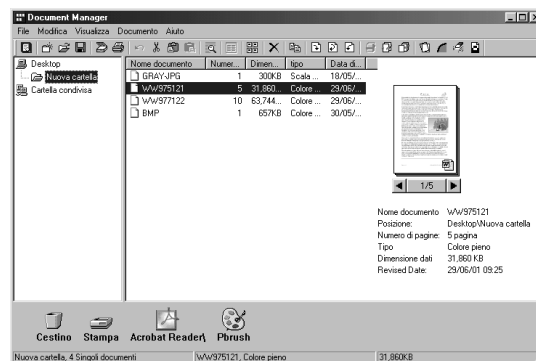 Document Manager
File Modifica Visualizza Documento Aiuto
Desktop
Nuova cartella
Cartella condivisa
Nome documento Numer... Dimen... tipo Data di...
GRAY-JPG 1 300KB Scala ... 18/05/...
WW975121 5 31,860... Colore ... 29/06/...
WW977122 10 63,744... Colore ... 29/06/...
BMP 1 657KB Colore ... 30/05/...
1/5
Nome documento WW975121
Posizione: Desktop\Nuova cartella
Numero di pagine: 5 pagina
Tipo Colore pieno
Dimensione dati 31,860 KB
Revised Date: 29/06/01 09:25
Cestino Stampa Acrobat Reader\ Pbrush
Nuova cartella, 4 Singoli documenti WW975121, Colore pieno 31,860KB